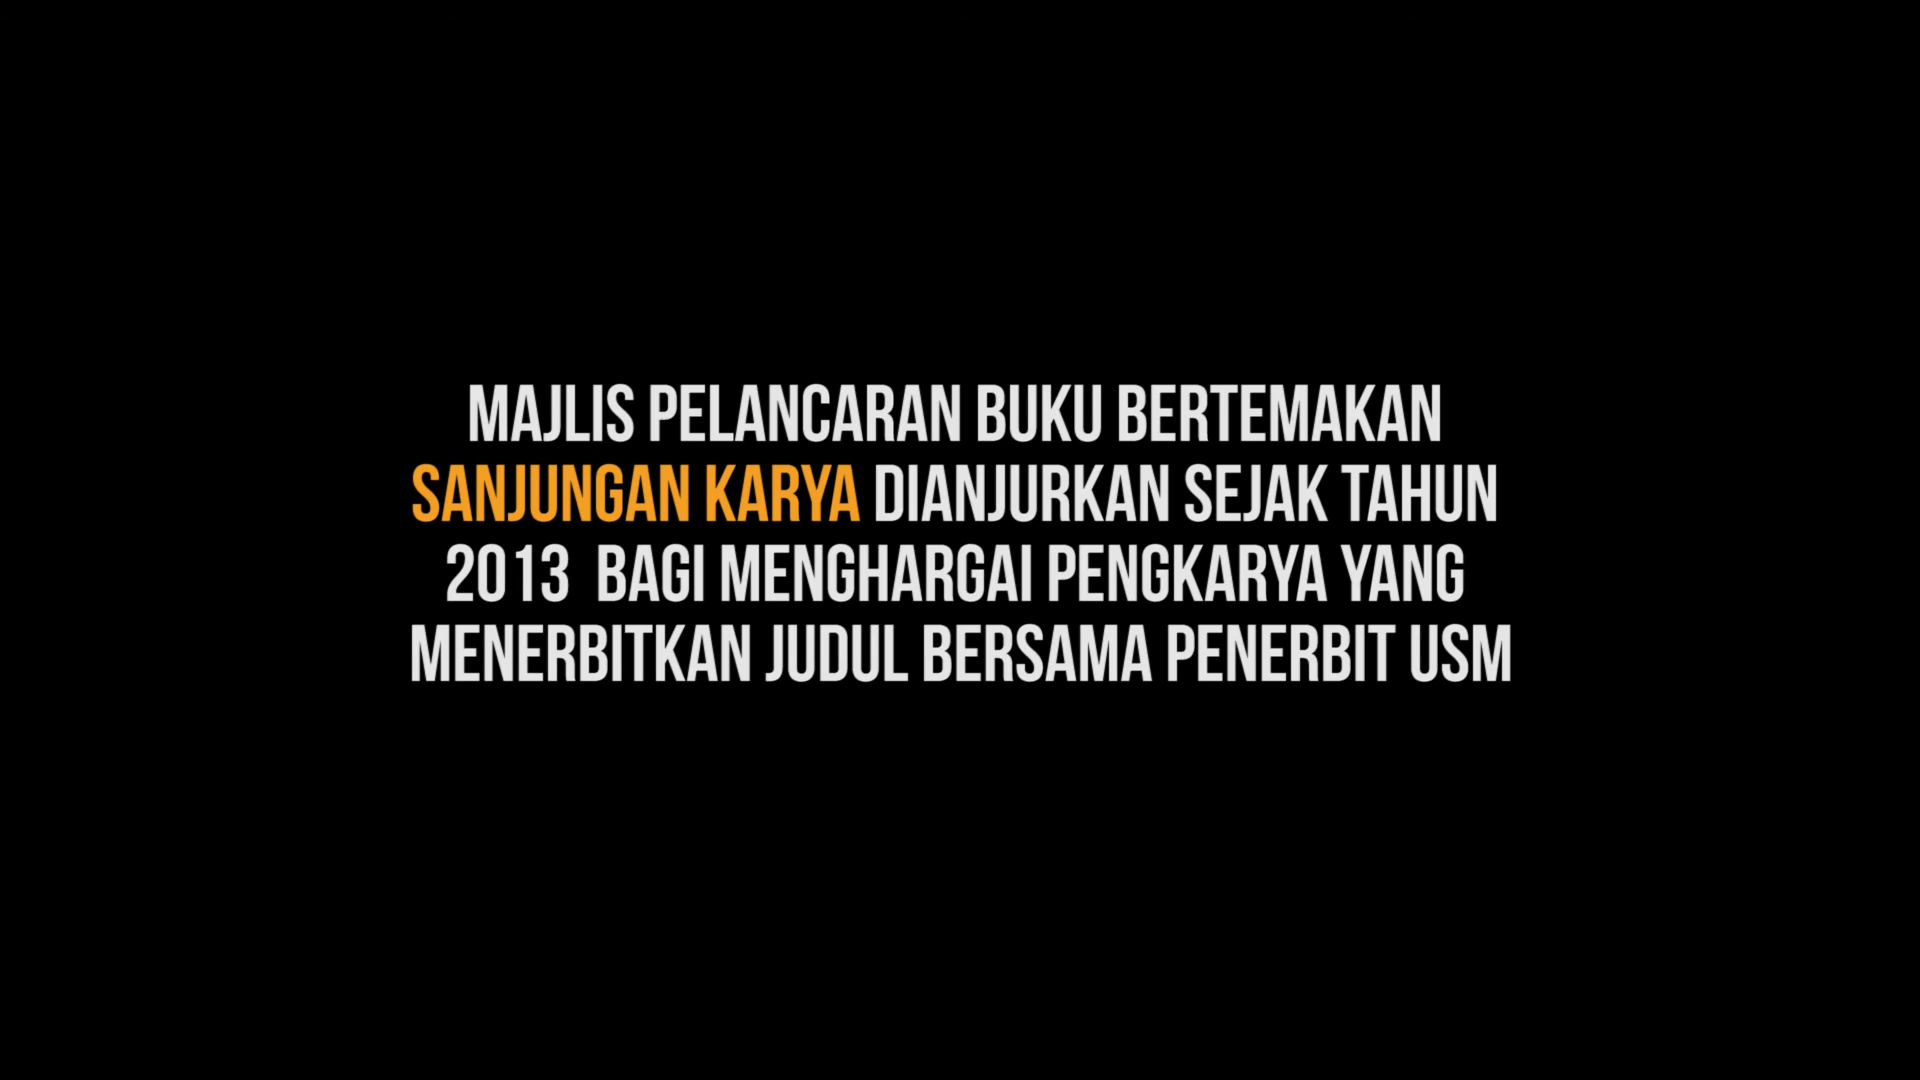 MAJLIS PELANCARAN BUKU BERTEMAKAN
SANJUNGAN KARYA DIANJURKAN SEJAK TAHUN
2013  BAGI MENGHARGAI PENGKARYA YANG
MENERBITKAN JUDUL BERSAMA PENERBIT USM